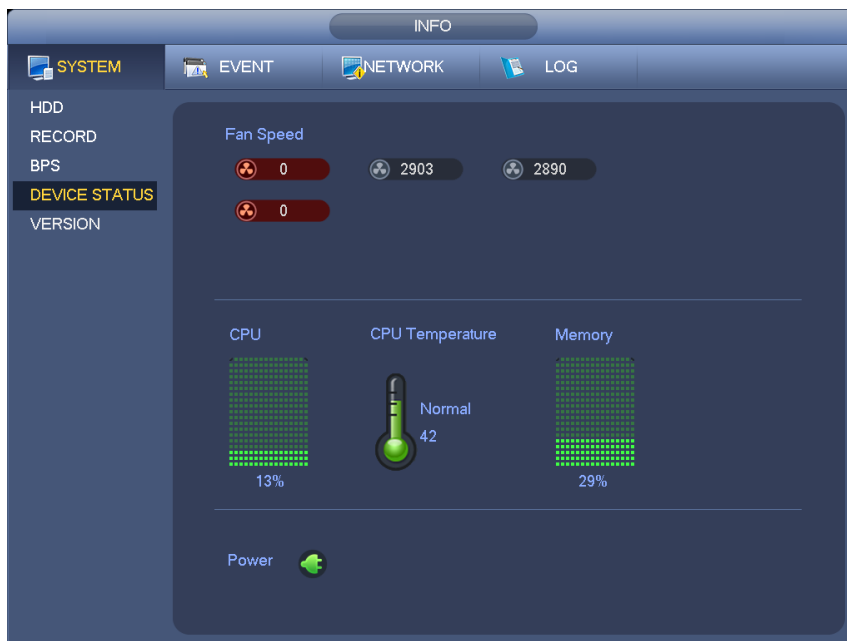 INFO
SYSTEM EVENT NETWORK LOG
HDD
RECORD
BPS
DEVICE STATUS
VERSION
Fan Speed
0 2903 2890
0
CPU CPU Temperature Memory
Normal
42
13% 29%
Power